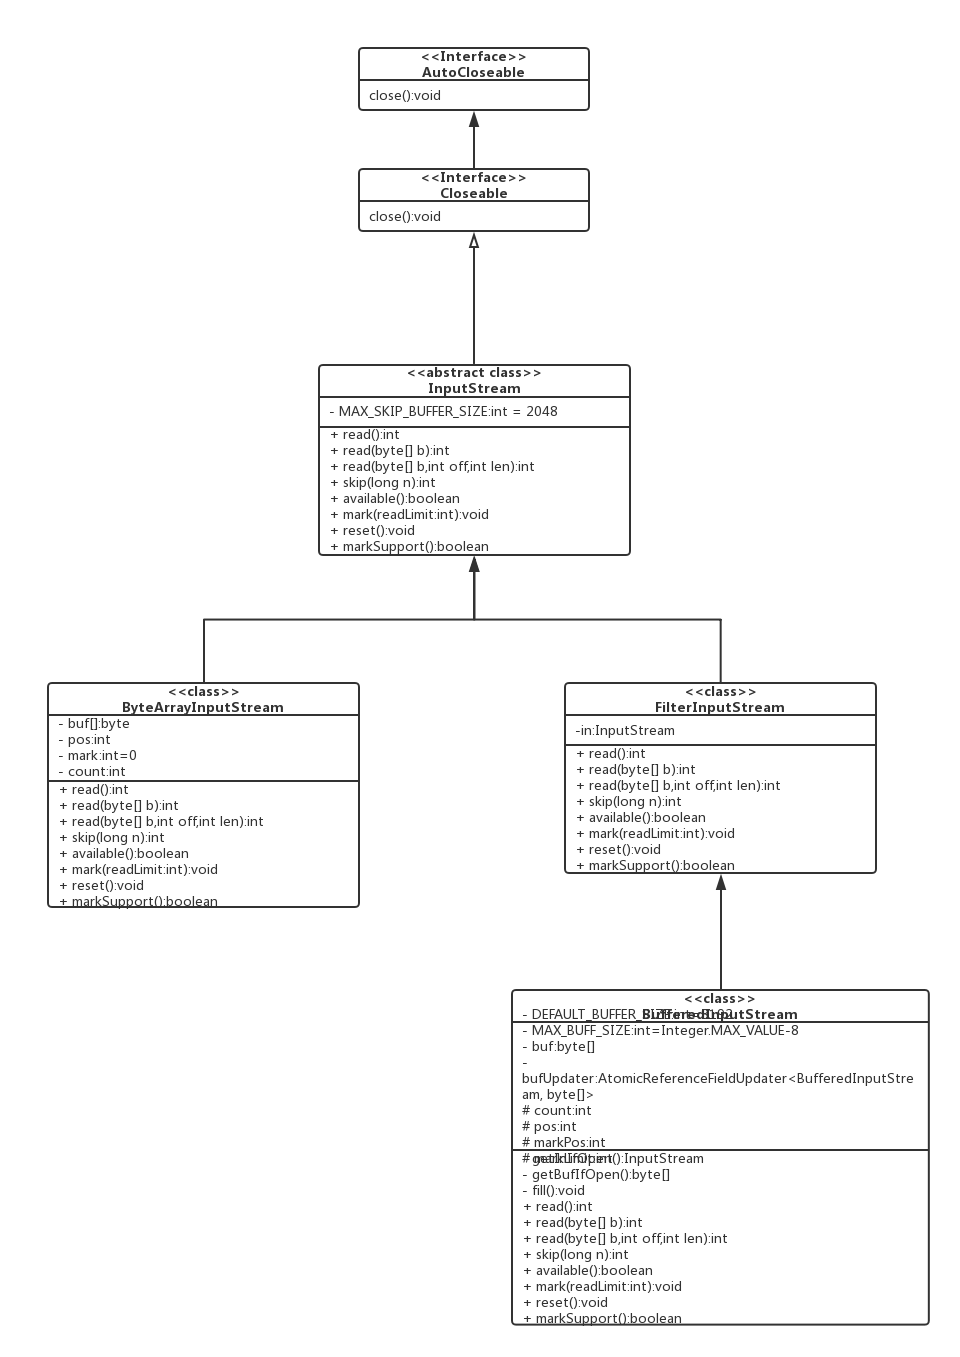 <<Interface>>
AutoCloseable
close():void
<<Interface>>
Closeable
close():void
<<abstract class>>
InputStream
- MAX_SKIP_BUFFER_SIZE:int = 2048
+ read():int
+ read(byte[] b):int
+ read(byte[] b,int off,int len):int
+ skip(long n):int
+ available():boolean
+ mark(readLimit:int):void
+ reset():void
+ markSupport():boolean
<<class>>
ByteArrayInputStream
- buf[]:byte
- pos:int
- mark:int=0
- count:int
+ read():int
+ read(byte[] b):int
+ read(byte[] b,int off,int len):int
+ skip(long n):int
+ available():boolean
+ mark(readLimit:int):void
+ reset():void
+ markSupport():boolean
<<class>>
FilterInputStream
-in:InputStream
+ read():int
+ read(byte[] b):int
+ read(byte[] b,int off,int len):int
+ skip(long n):int
+ available():boolean
+ mark(readLimit:int):void
+ reset():void
+ markSupport():boolean
<<class>>
BufferedInputStream
- DEFAULT_BUFFER_SIZE:int=8192
- MAX_BUFF_SIZE:int=Integer.MAX_VALUE-8
- buf:byte[]
-
bufUpdater:AtomicReferenceFieldUpdater<BufferedInputStre
am, byte[]>
# count:int
# pos:int
# markPos:int
# markLimit:int
- getInIfOpen():InputStream
- getBufIfOpen():byte[]
- fill():void
+ read():int
+ read(byte[] b):int
+ read(byte[] b,int off,int len):int
+ skip(long n):int
+ available():boolean
+ mark(readLimit:int):void
+ reset():void
+ markSupport():boolean